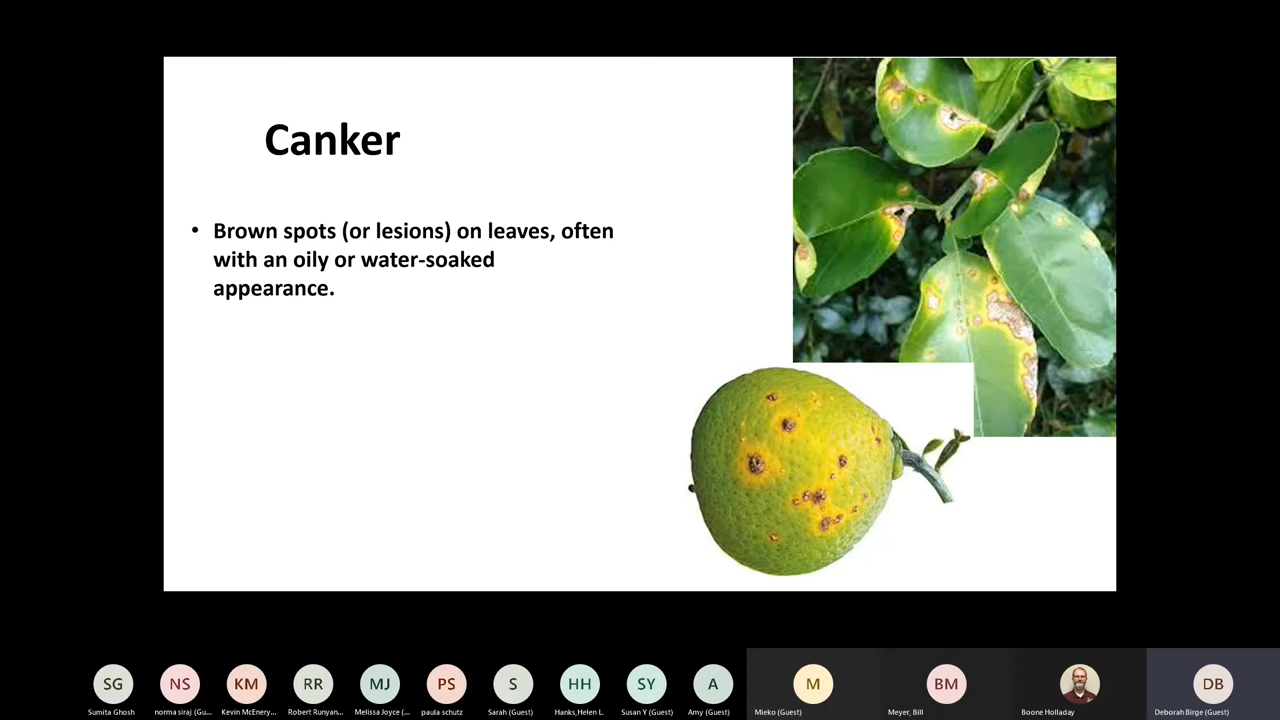 Canker
• Brown spots (or lesions) on leaves, often
with an oily or water-soaked
appearance.
SG
NS
KM
RR
MJ
PS
S
HH
SY
A
M
BM
DB
Sumita Ghosh
norma siraj (Gu...
Kevin McEnery...
Robert Runyan...
Melissa Joyce (...
paula schutz
Sarah (Guest)
Hanks,Helen L.
Susan Y (Guest)
Amy (Guest)
Mieko (Guest)
Meyer, Bill
Boone Holladay
Deborah Birge (Guest)